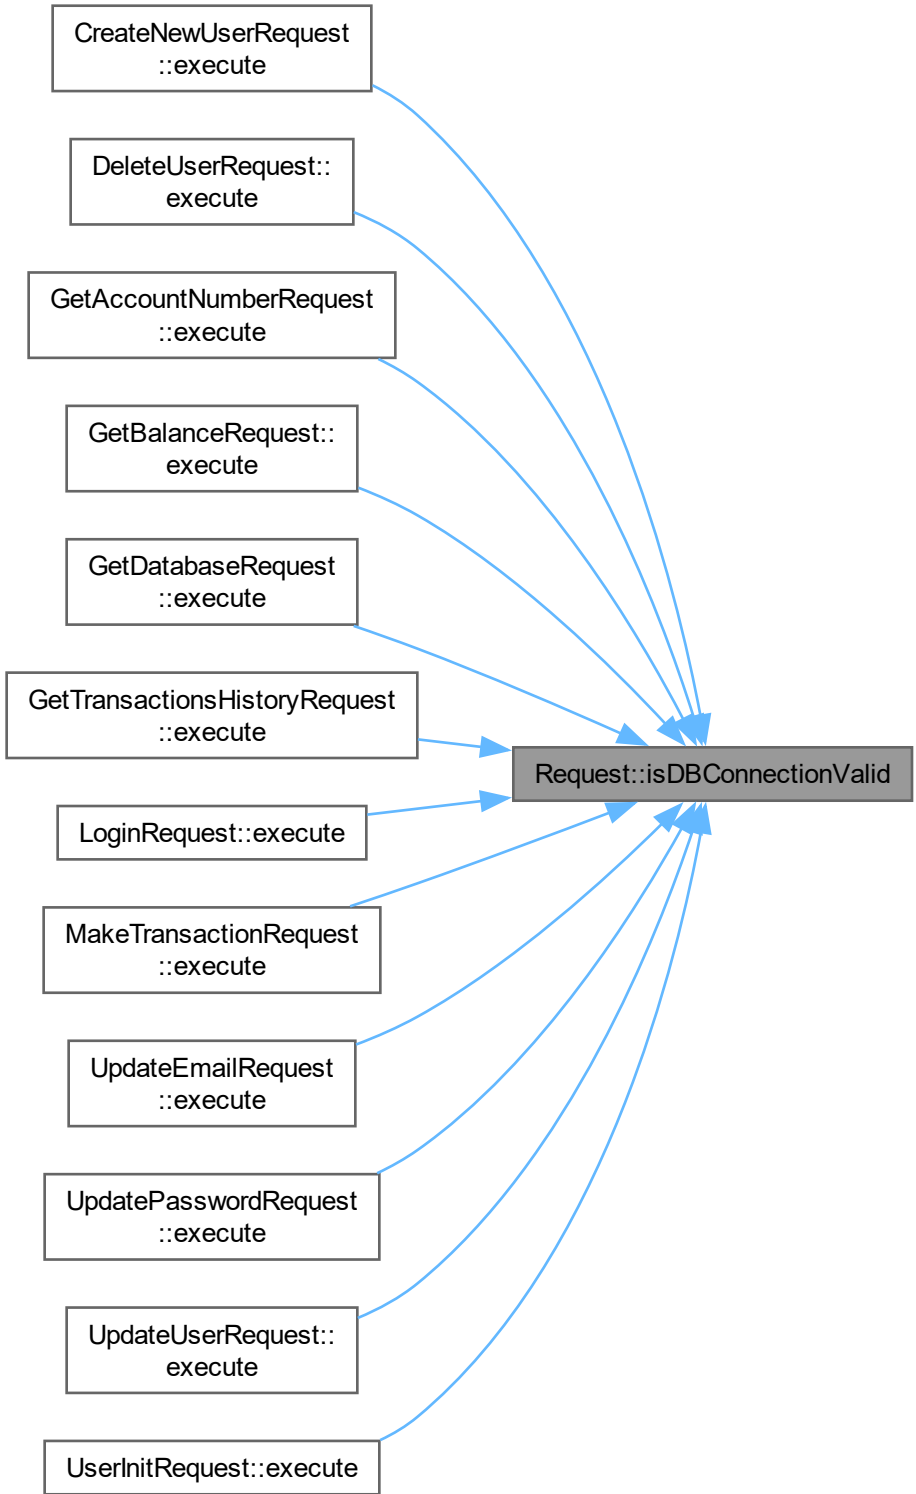 CreateNewUserRequest
::execute
DeleteUserRequest::
execute
GetAccountNumberRequest
::execute
GetBalanceRequest::
execute
GetDatabaseRequest
::execute
GetTransactionsHistoryRequest
::execute
Request::isDBConnectionValid
LoginRequest::execute
MakeTransactionRequest
::execute
UpdateEmailRequest
::execute
UpdatePasswordRequest
::execute
UpdateUserRequest::
execute
UserInitRequest::execute